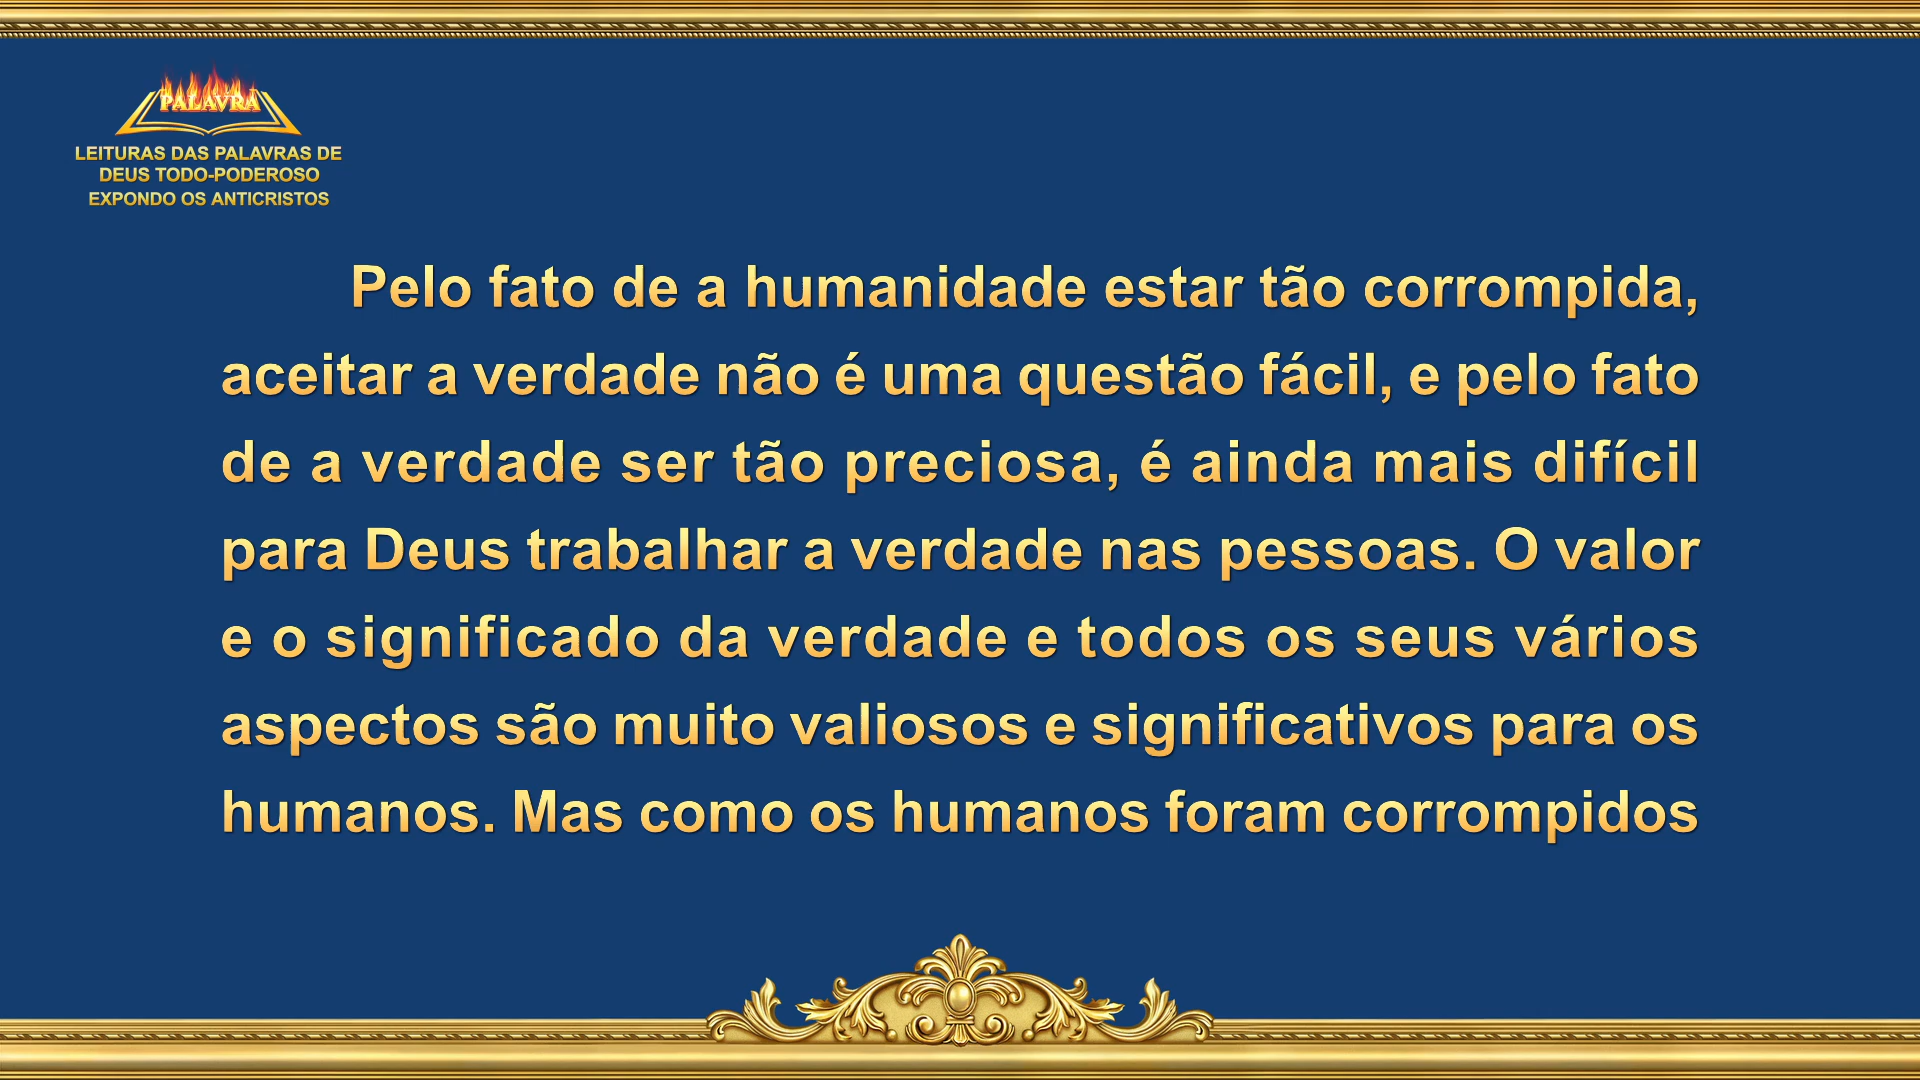 PALAVRA
LEITURAS DAS PALAVRAS DE
DEUS TODO-PODEROSO
EXPONDO OS ANTICRISTOS
Pelo fato de a humanidade estar tão corrompida,
aceitar a verdade não é uma questão fácil, e pelo fato
de a verdade ser tão preciosa, é ainda mais difícil
para Deus trabalhar a verdade nas pessoas. O valor
e o significado da verdade e todos os seus vários
aspectos são muito valiosos e significativos para os
humanos. Mas como os humanos foram corrompidos